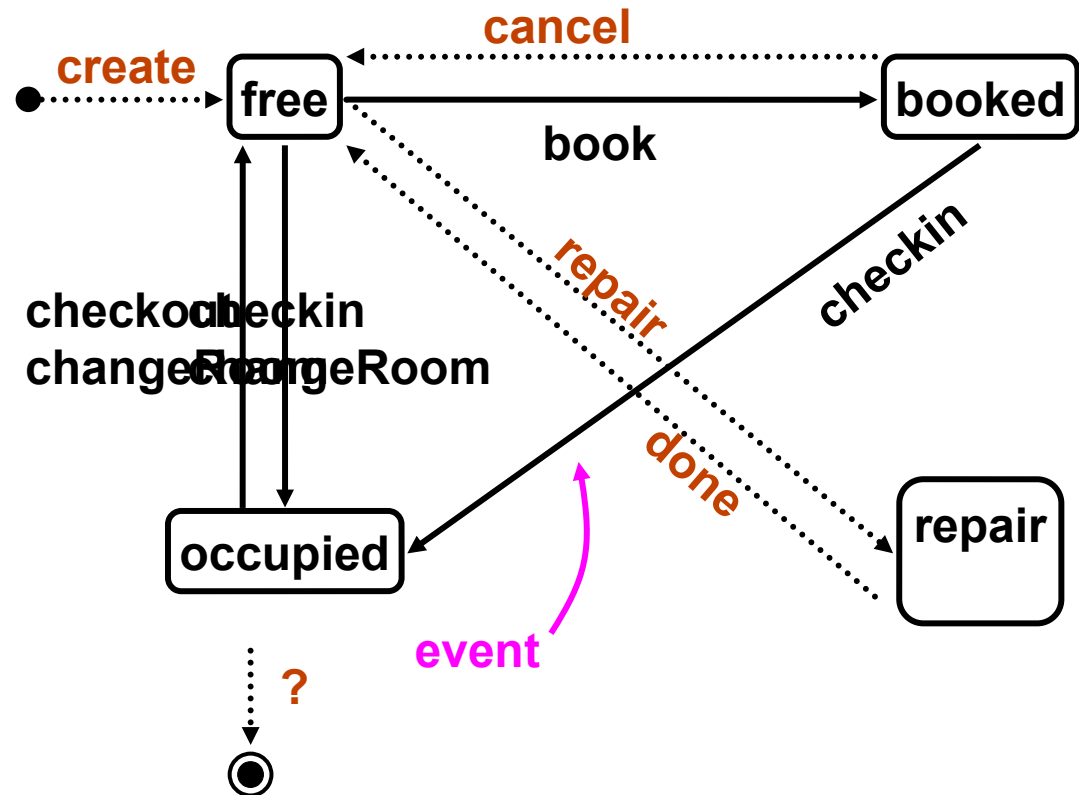 cancel
create
free
booked
book
checkin
repair
checkout
changeRoom
checkin
changeRoom
done
repair
occupied
event
?